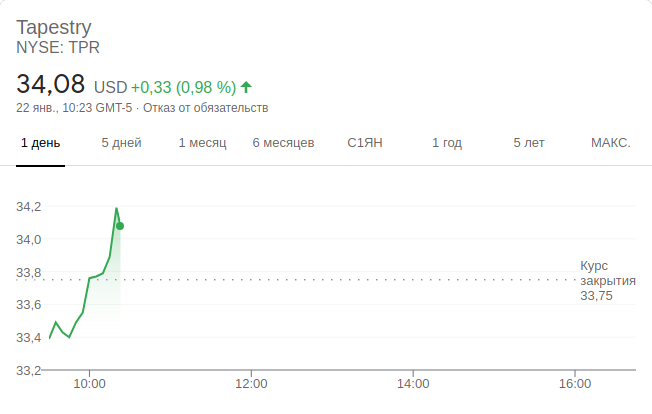 Tapestry
NYSE: TPR
34,08 USD +0,33 (0,98 %)
22 янв., 10:23 GMT-5 · Отказ от обязательств
1 день 5 дней 1 месяц 6 месяцев С1ЯН 1 год 5 лет МАКС.
34,2
34,0
33,8
33,6
33,4
33,2
Курс
закрытия
33,75
10:00 12:00 14:00 16:00